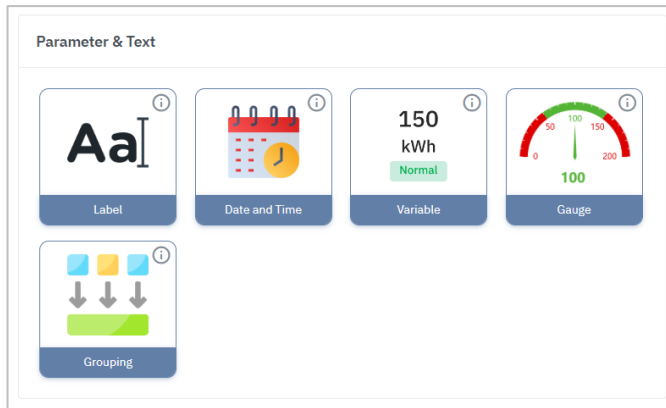 Parameter & Text
Aa
Label
Date and Time
150
kWh
Normal
Variable
0
50
100
150
200
100
Gauge
Grouping